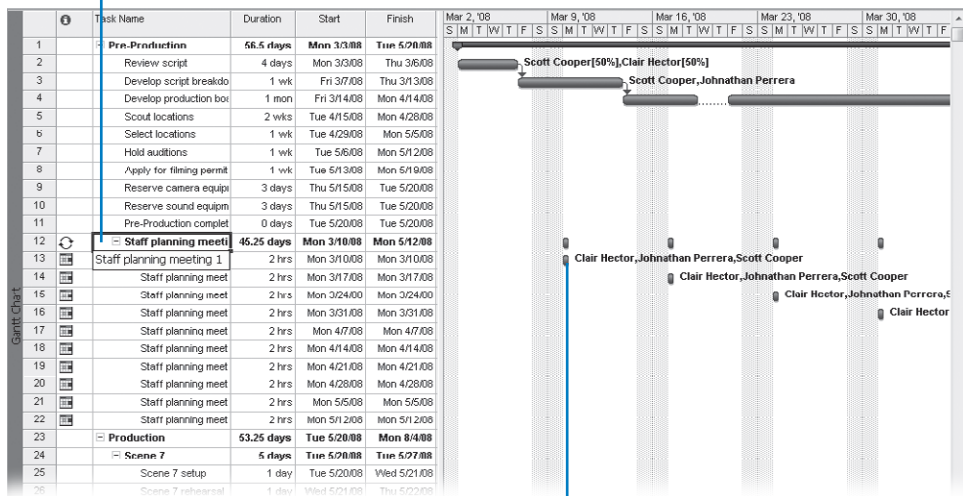 Task Name Duration Start Finish Mar 2, '08 Mar 9, '08 Mar 16, '08 Mar 23, '08 Mar 30, '08
S M T W T F S S M T W T F S S M T W T F S S M T W T F S S M T W T F
1 Pre-Production 56.5 days Mon 3/3/08 Tue 5/20/08
2 Review script 4 days Mon 3/3/08 Thu 3/6/08 Scott Cooper[50%],Clair Hector[50%]
3 Develop script breakdo 1 wk Fri 3/7/08 Thu 3/13/08 Scott Cooper,Johnathan Perrera
4 Develop production boa 1 mon Fri 3/14/08 Mon 4/14/08
5 Scout locations 2 wks Tue 4/15/08 Mon 4/28/08
6 Select locations 1 wk Tue 4/29/08 Mon 5/5/08
7 Hold auditions 1 wk Tue 5/6/08 Mon 5/12/08
8 Apply for filming permit 1 wk Tue 5/13/08 Mon 5/19/08
9 Reserve camera equip 3 days Thu 5/15/08 Tue 5/20/08
10 Reserve sound equipm 3 days Thu 5/15/08 Tue 5/20/08
11 Pre-Production complet 0 days Tue 5/20/08 Tue 5/20/08
12 Staff planning meeti 45.25 days Mon 3/10/08 Mon 5/12/08
13 Staff planning meeting 1 2 hrs Mon 3/10/08 Mon 3/10/08 Clair Hector,Johnathan Perrera,Scott Cooper
14 Staff planning meet 2 hrs Mon 3/17/08 Mon 3/17/08 Clair Hector,Johnathan Perrera,Scott Cooper
15 Staff planning meet 2 hrs Mon 3/24/08 Mon 3/24/08 Clair Hector,Johnathan Perrera,S
16 Staff planning meet 2 hrs Mon 3/31/08 Mon 3/31/08 Clair Hector
17 Staff planning meet 2 hrs Mon 4/7/08 Mon 4/7/08
18 Staff planning meet 2 hrs Mon 4/14/08 Mon 4/14/08
19 Staff planning meet 2 hrs Mon 4/21/08 Mon 4/21/08
20 Staff planning meet 2 hrs Mon 4/28/08 Mon 4/28/08
21 Staff planning meet 2 hrs Mon 5/5/08 Mon 5/5/08
22 Staff planning meet 2 hrs Mon 5/12/08 Mon 5/12/08
23 Production 53.25 days Tue 5/20/08 Mon 8/4/08
24 Scene 7 5 days Tue 5/20/08 Tue 5/27/08
25 Scene 7 setup 1 day Tue 5/20/08 Wed 5/21/08
26 Scene 7 rehearsal 1 day Wed 5/21/08 Thu 5/22/08
Gantt Chart